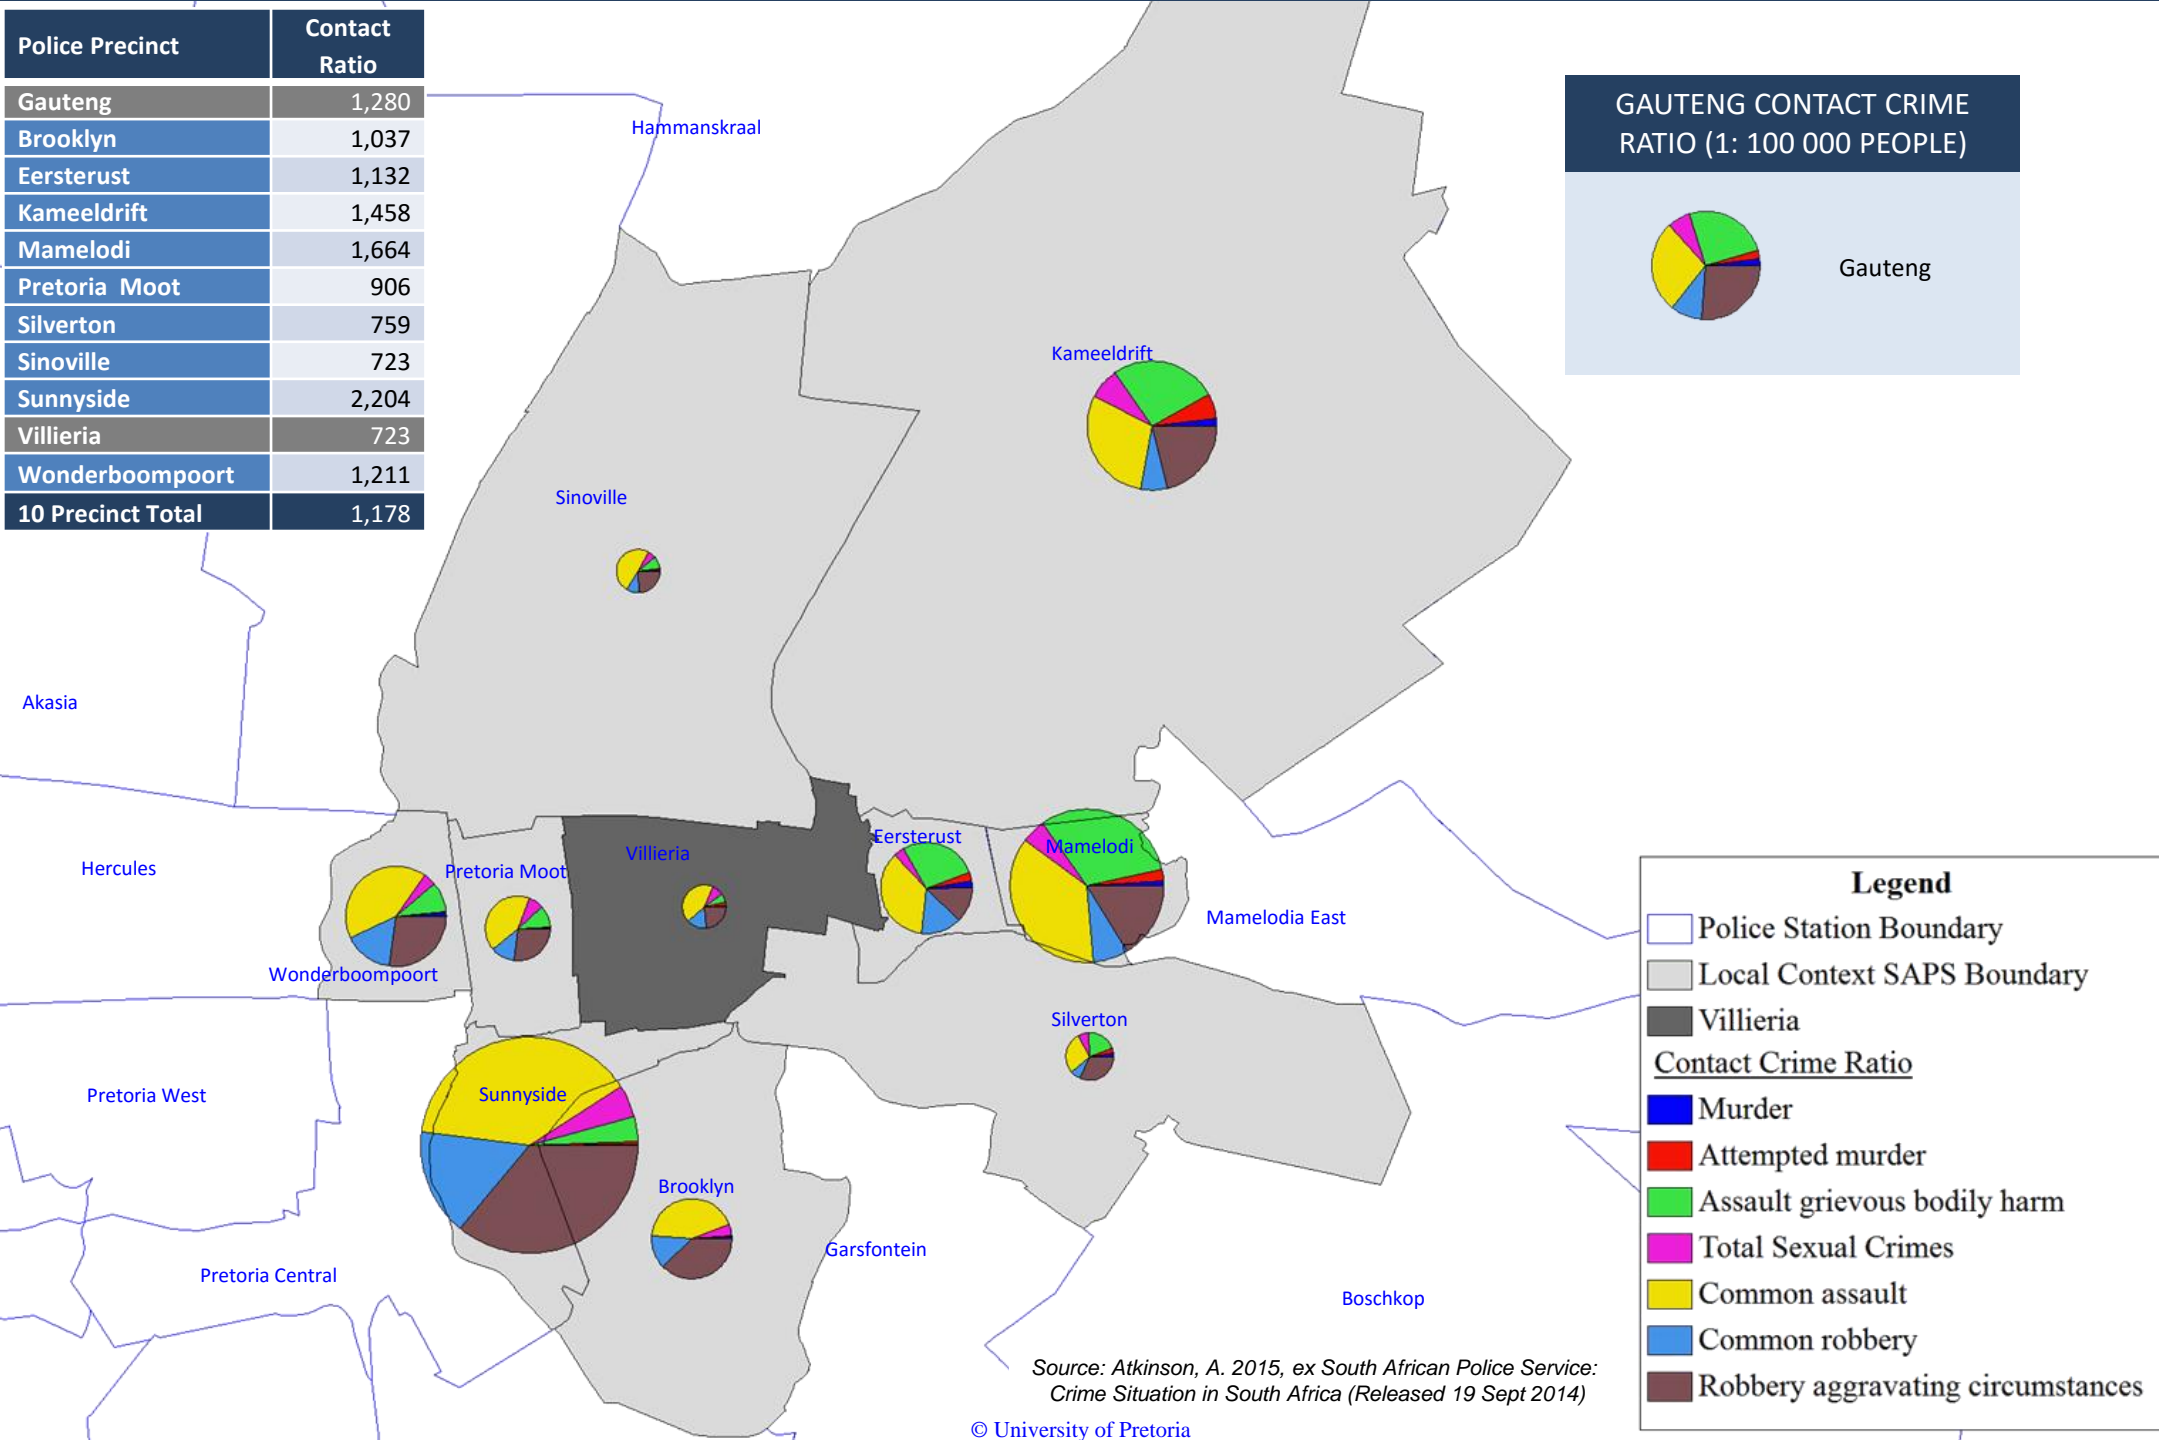 Police Precinct Contact Ratio
Gauteng 1,280
Brooklyn 1,037
Eersterust 1,132
Kameeldrift 1,458
Mamelodi 1,664
Pretoria Moot 906
Silverton 759
Sinoville 723
Sunnyside 2,204
Villieria 723
Wonderboompoort 1,211
10 Precinct Total 1,178
GAUTENG CONTACT CRIME
RATIO (1: 100 000 PEOPLE)
Gauteng
Hammanskraal
Kameeldrift
Sinoville
Akasia
Hercules
Villieria
Pretoria Moot
Eersterust
Mamelodi
Mamelodia East
Wonderboompoort
Silverton
Pretoria West
Sunnyside
Brooklyn
Garsfontein
Pretoria Central
Boschkop
Legend
Police Station Boundary
Local Context SAPS Boundary
Villieria
Contact Crime Ratio
Murder
Attempted murder
Assault grievous bodily harm
Total Sexual Crimes
Common assault
Common robbery
Robbery aggravating circumstances
Source: Atkinson, A. 2015, ex South African Police Service:
Crime Situation in South Africa (Released 19 Sept 2014)
© University of Pretoria